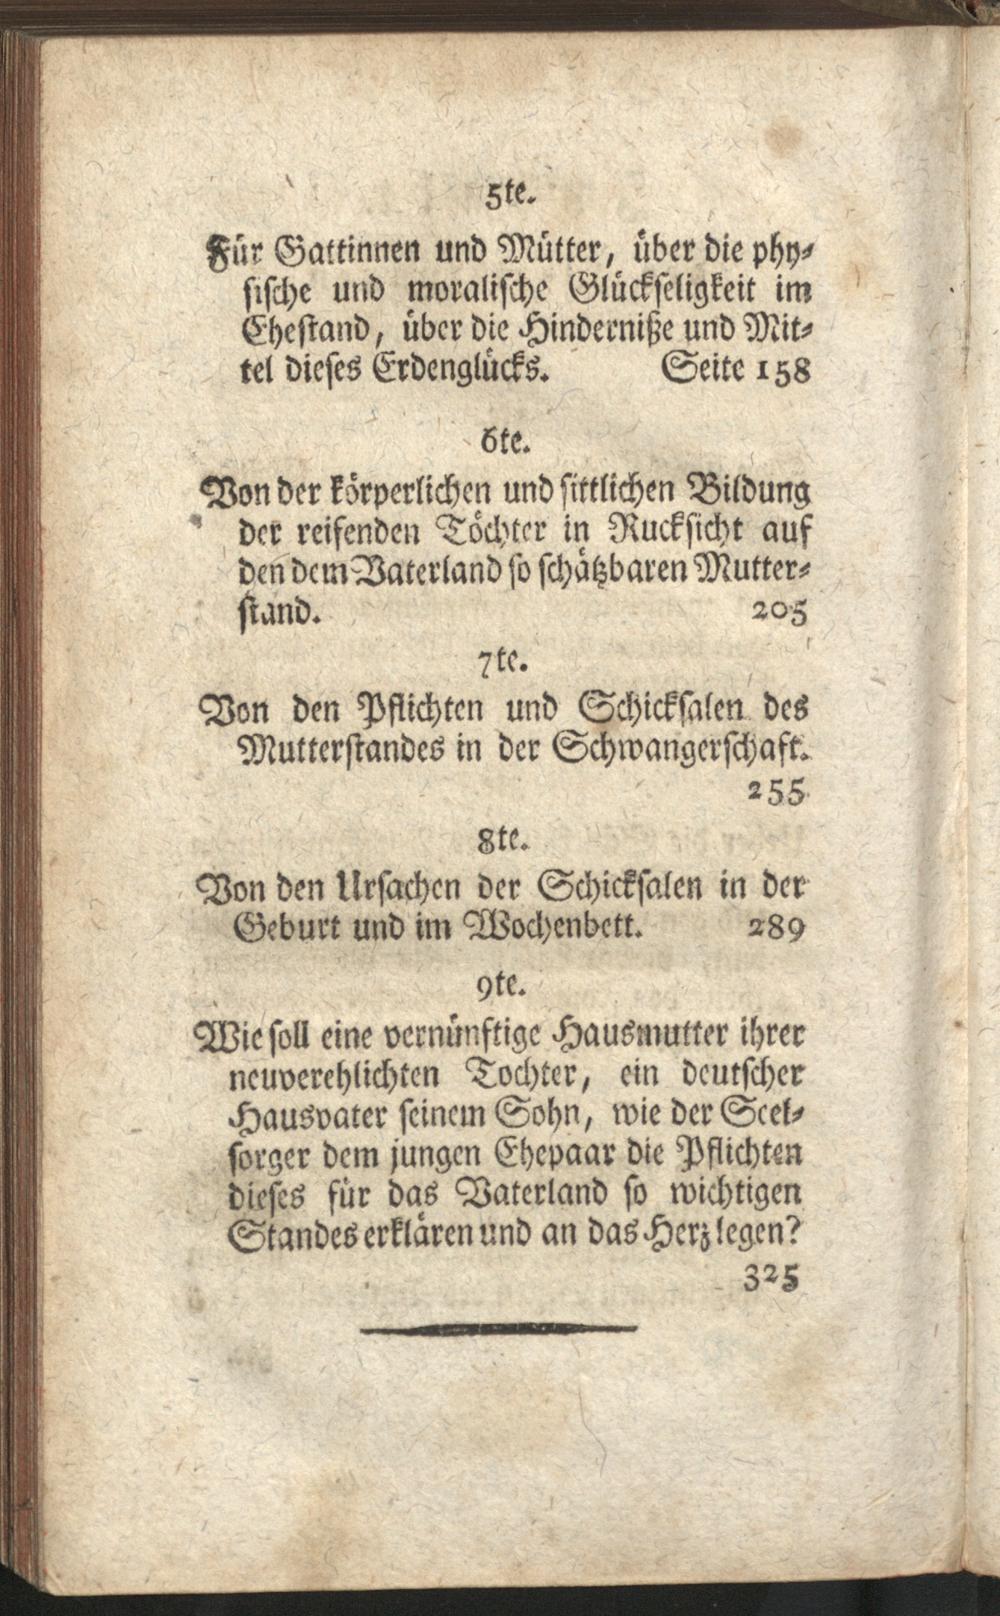 5te.
Für Gattinnen und Mütter, über die phy⸗
sische und moralische Glückseligkeit im
Ehestand, über die Hinderniße und Mit⸗
tel dieses Erdenglücks. Seite 158
6te.
Von der körperlichen und sittlichen Bildung
der reifenden Töchter in Rucksicht auf
den dem Vaterland so schätzbaren Mutter⸗
stand. 205
7te.
Von den Pflichten und Schicksalen des
Mutterstandes in der Schwangerschaft.
255
8te.
Von den Ursachen der Schicksalen in der
Geburt und im Wochenbett. 289
9te.
Wie soll eine vernünftige Hausmutter ihrer
neuverehlichten Tochter, ein deutscher
Hausvater seinem Sohn, wie der Seel⸗
sorger dem jungen Ehepaar die Pflichten
dieses für das Vaterland so wichtigen
Standes erklären und an das Herz legen?
325